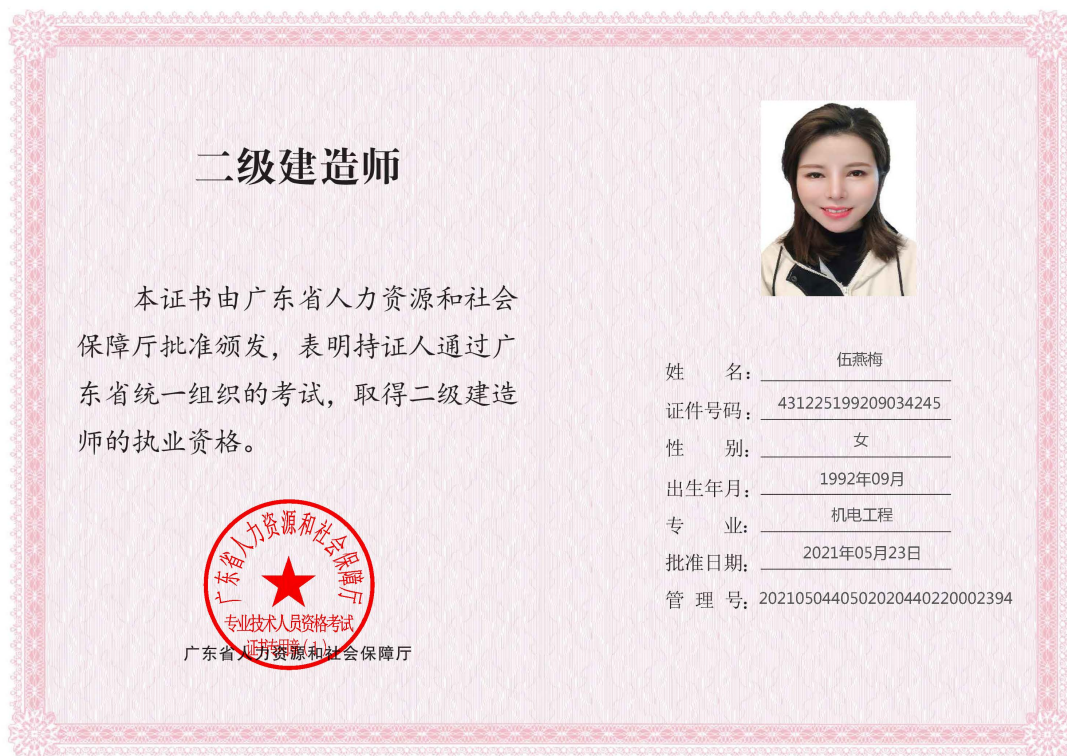 二级建造师
本证书由广东省人力资源和社会
保障厅批准颁发，表明持证人通过广
东省统一组织的考试，取得二级建造
师的执业资格。
广东省人力资源和社会保障厅
专业技术人员资格考试
证书专用章(1)
广东省人力资源和社会保障厅
姓 名：伍燕梅
证件号码：431225199209034245
性 别：女
出生年月：1992年09月
专 业：机电工程
批准日期：2021年05月23日
管 理 号：2021050440502020440220002394